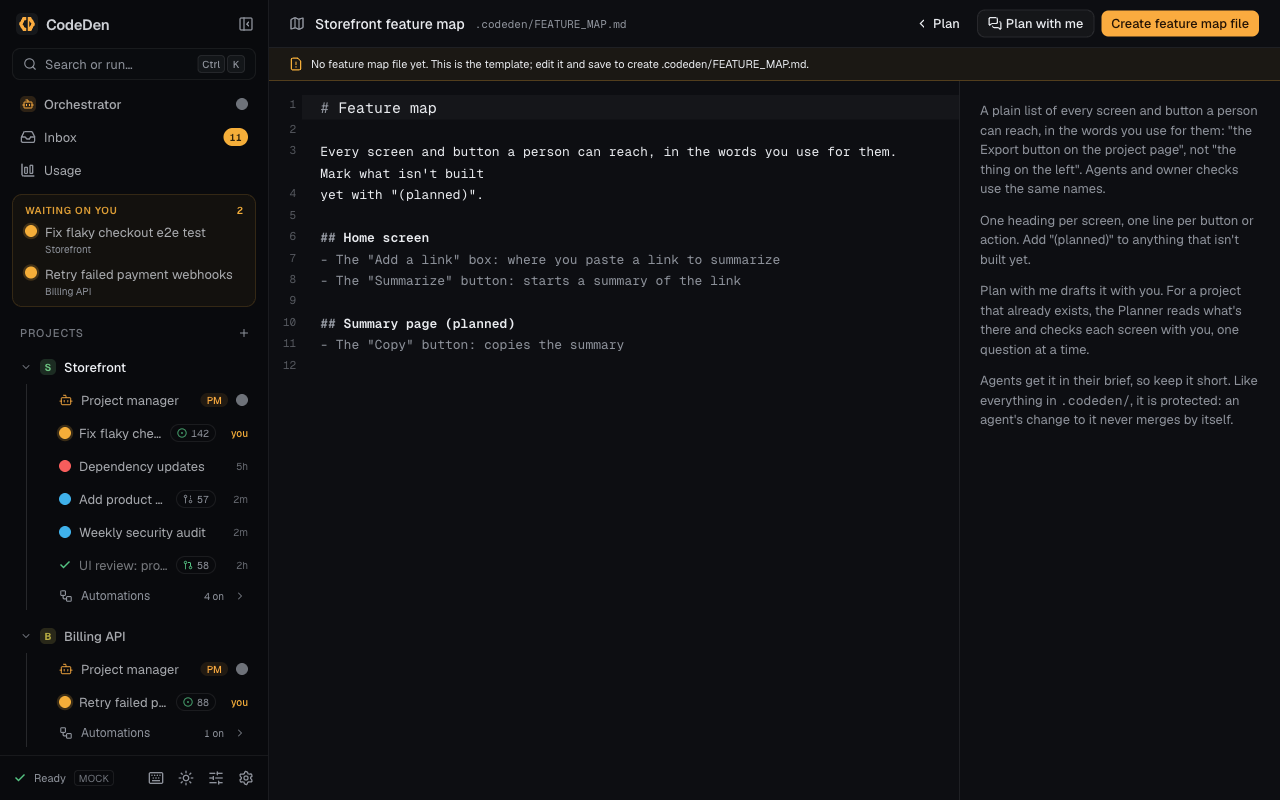 CodeDen
Search or run…
Ctrl K
Orchestrator
Inbox
11
Usage
WAITING ON YOU 2
Fix flaky checkout e2e test
Storefront
Retry failed payment webhooks
Billing API
PROJECTS
S Storefront
Project manager PM
Fix flaky che… 142 you
Dependency updates 5h
Add product … 57 2m
Weekly security audit 2m
UI review: pro… 58 2h
Automations 4 on
B Billing API
Project manager PM
Retry failed p… 88 you
Automations 1 on
Ready MOCK
Storefront feature map .codeden/FEATURE_MAP.md
Plan
Plan with me
Create feature map file
No feature map file yet. This is the template; edit it and save to create .codeden/FEATURE_MAP.md.
1 # Feature map
2
3 Every screen and button a person can reach, in the words you use for them.
Mark what isn't built
4 yet with "(planned)".
5
6 ## Home screen
7 - The "Add a link" box: where you paste a link to summarize
8 - The "Summarize" button: starts a summary of the link
9
10 ## Summary page (planned)
11 - The "Copy" button: copies the summary
12
A plain list of every screen and button a person
can reach, in the words you use for them: "the
Export button on the project page", not "the
thing on the left". Agents and owner checks
use the same names.
One heading per screen, one line per button or
action. Add "(planned)" to anything that isn't
built yet.
Plan with me drafts it with you. For a project
that already exists, the Planner reads what's
there and checks each screen with you, one
question at a time.
Agents get it in their brief, so keep it short. Like
everything in .codeden/, it is protected: an
agent's change to it never merges by itself.